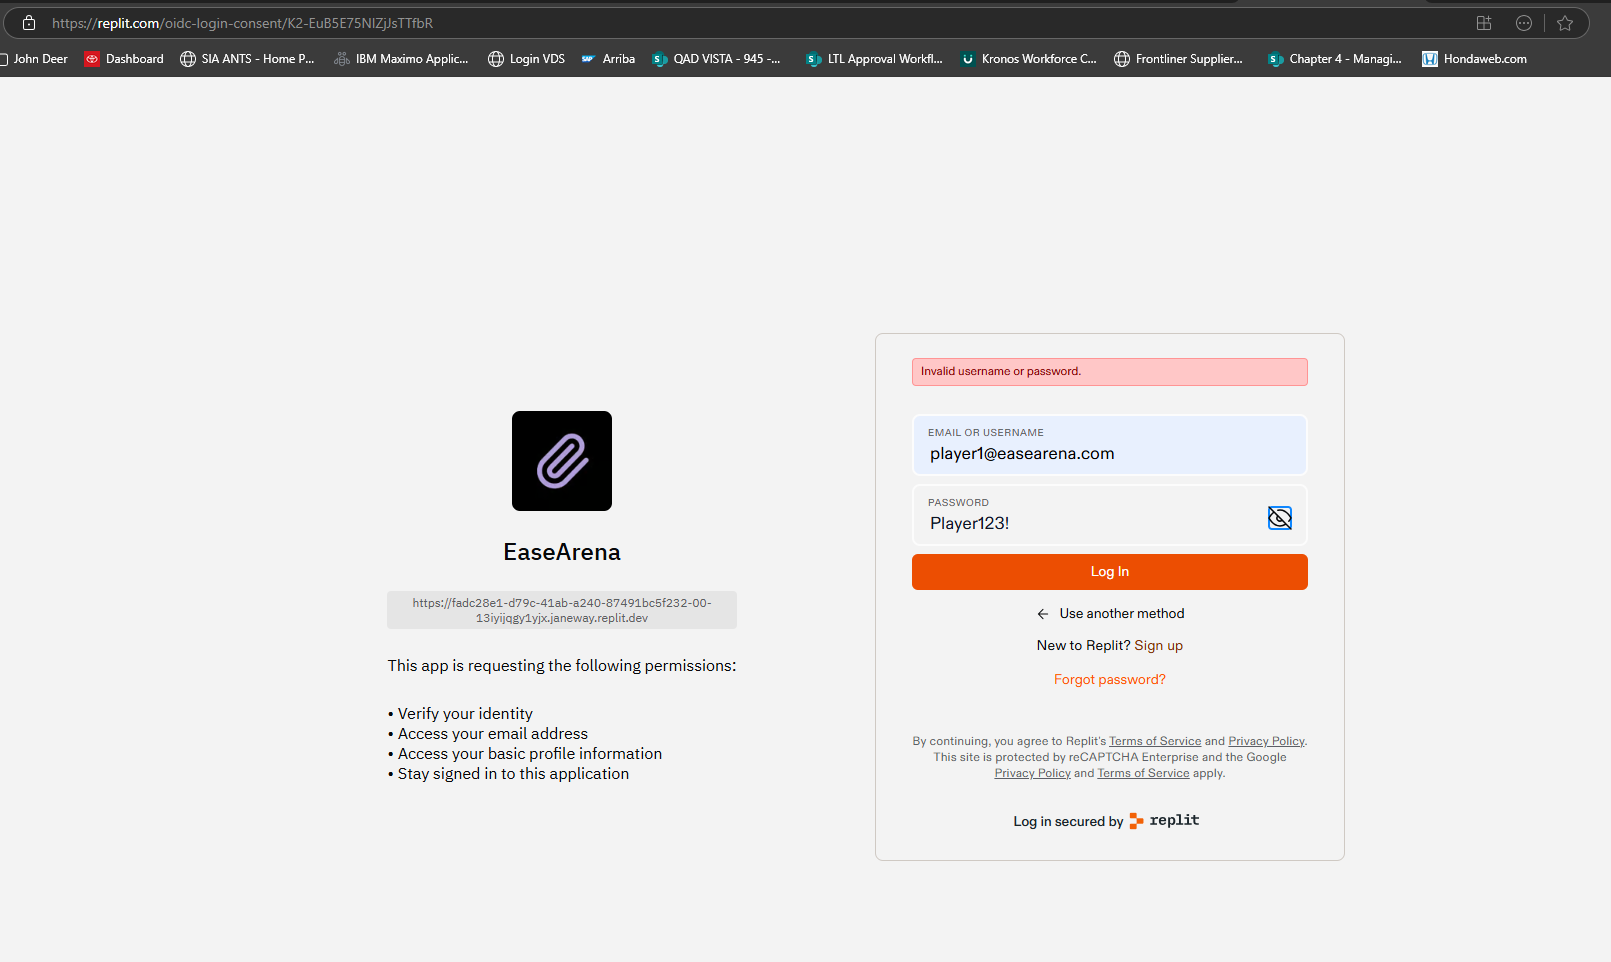 https://replit.com/oidc-login-consent/K2-EuB5E75NIZjJsTTfbR
John Deer
Dashboard
SIA ANTS - Home P...
IBM Maximo Applic...
Login VDS
Arriba
QAD VISTA - 945 -...
LTL Approval Workfl...
Kronos Workforce C...
Frontliner Supplier...
Chapter 4 - Managi...
Hondaweb.com
EaseArena
https://fadc28e1-d79c-41ab-a240-87491bc5f232-00-
13iyijqgy1yjx.janeway.replit.dev
This app is requesting the following permissions:
• Verify your identity
• Access your email address
• Access your basic profile information
• Stay signed in to this application
Invalid username or password.
EMAIL OR USERNAME
player1@easearena.com
PASSWORD
Player123!
Log In
← Use another method
New to Replit? Sign up
Forgot password?
By continuing, you agree to Replit's Terms of Service and Privacy Policy.
This site is protected by reCAPTCHA Enterprise and the Google
Privacy Policy and Terms of Service apply.
Log in secured by replit